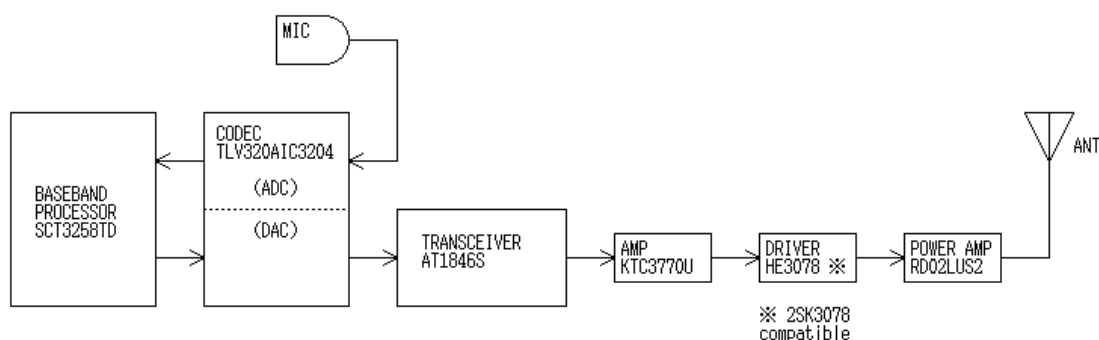 MIC
CODEC
TLV320AIC3204
(ADC)
(DAC)
BASEBAND
PROCESSOR
SCT3258TD
TRANSCEIVER
AT1846S
AMP
KTC3770U
DRIVER
HE3078 ※
POWER AMP
RD02LUS2
ANT
※ 2SK3078
compatible